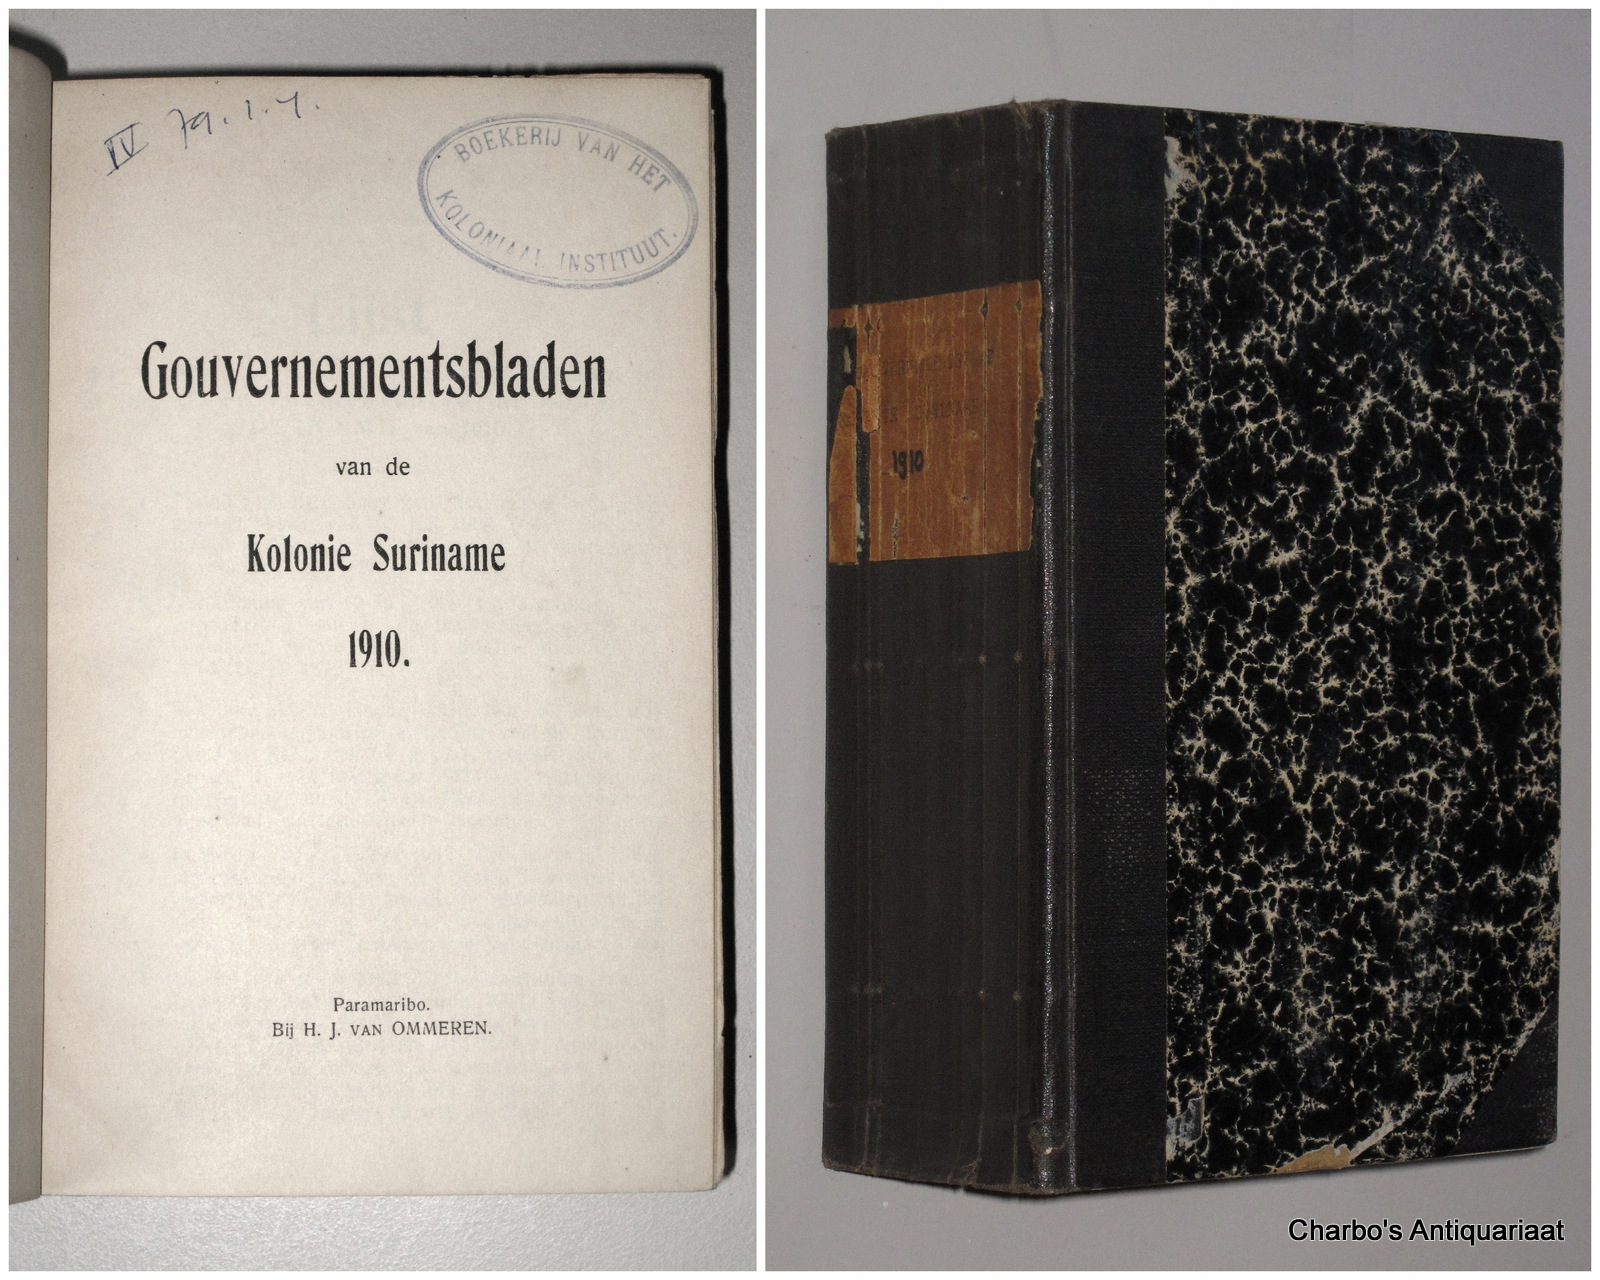 IV 79.1.7.
BOEKERIJ VAN HET
KOLONIAAL INSTITUUT.
Gouvernementsbladen
van de
Kolonie Suriname
1910.
Paramaribo.
Bij H. J. VAN OMMEREN.
1910
Charbo's Antiquariaat